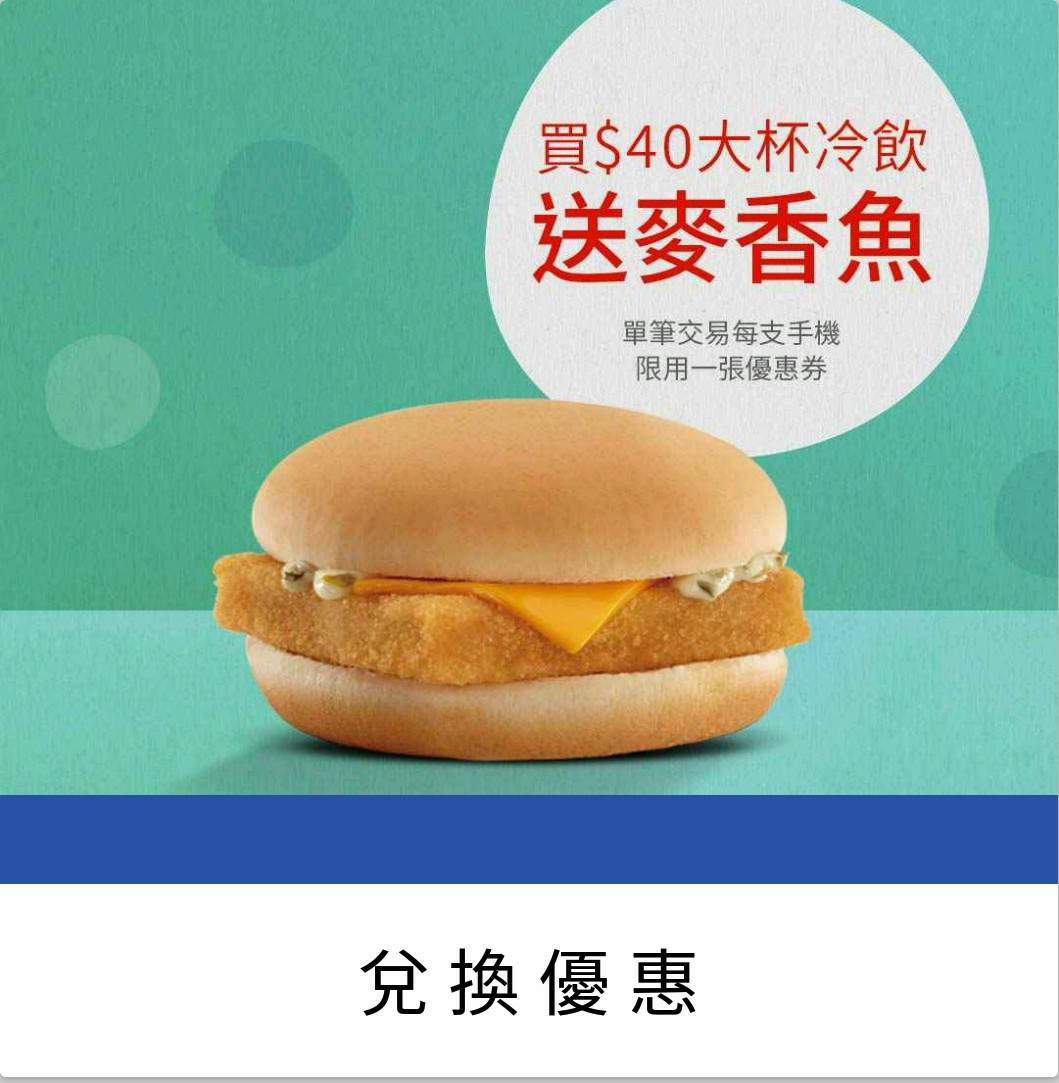 買$40大杯冷飲
送麥香魚
單筆交易每支手機
限用一張優惠券
兌換優惠